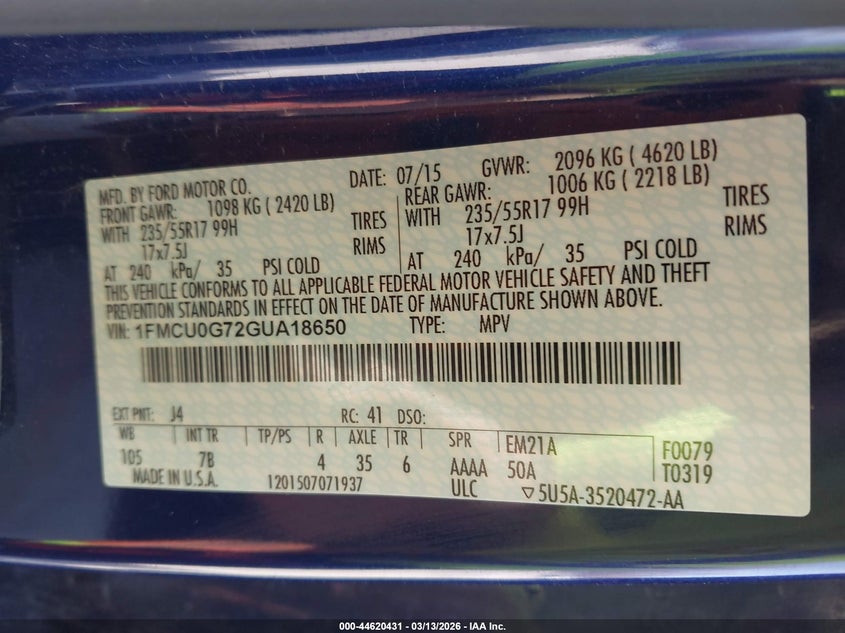 MFD. BY FORD MOTOR CO. DATE: 07/15 GVWR: 2096 KG ( 4620 LB)
FRONT GAWR: 1098 KG ( 2420 LB) REAR GAWR: 1006 KG ( 2218 LB)
WITH 235/55R17 99H TIRES WITH 235/55R17 99H TIRES
17x7.5J RIMS 17x7.5J RIMS
AT 240 kPa/ 35 PSI COLD AT 240 kPa/ 35 PSI COLD
THIS VEHICLE CONFORMS TO ALL APPLICABLE FEDERAL MOTOR VEHICLE SAFETY AND THEFT
PREVENTION STANDARDS IN EFFECT ON THE DATE OF MANUFACTURE SHOWN ABOVE.
VIN: 1FMCU0G72GUA18650 TYPE: MPV
EXT PNT: J4 RC: 41 DSO:
WB INT TR TP/PS R AXLE TR SPR EM21A F0079
105 7B 4 35 6 AAAA 50A T0319
MADE IN U.S.A. 1201507071937 ULC ▽5U5A-3520472-AA
000-44620431 | 03/13/2026 - IAA Inc.